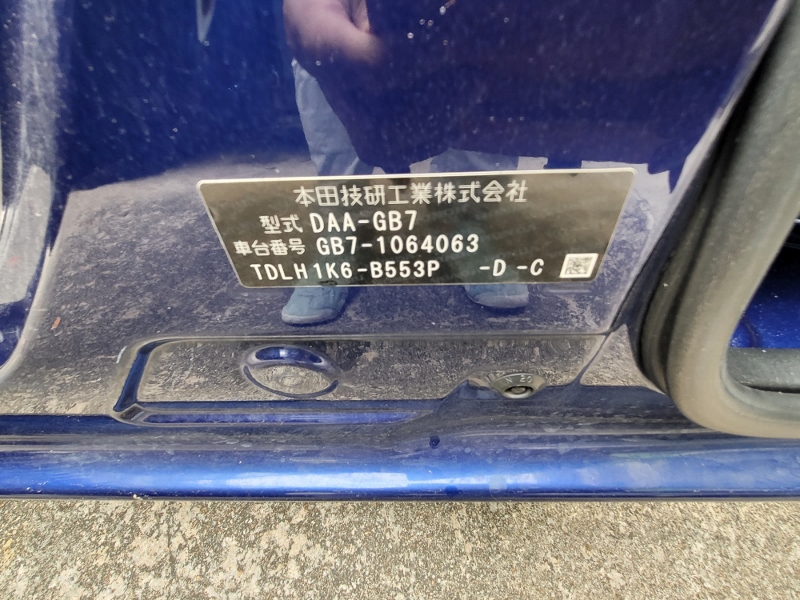 本田技研工業株式会社
型式 DAA-GB7
車台番号 GB7-1064063
TDLH1K6-B553P -D -C